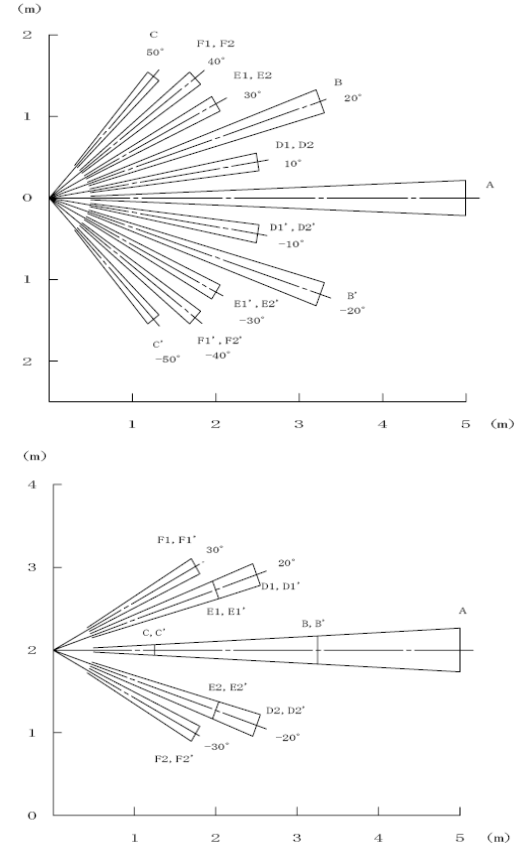 (m)
2
C
50°
F1, F2
40°
E1, E2
30°
B
20°
1
D1, D2
10°
A
0
D1′, D2′
-10°
1
B′
-20°
E1′, E2′
-30°
F1′, F2′
-40°
C′
-50°
2
1 2 3 4 5 (m)
(m)
4
F1, F1′
30°
20°
3
D1, D1′
E1, E1′
A
B, B′
C, C′
2
E2, E2′
D2, D2′
-20°
-30°
1
F2, F2′
0
1 2 3 4 5 (m)